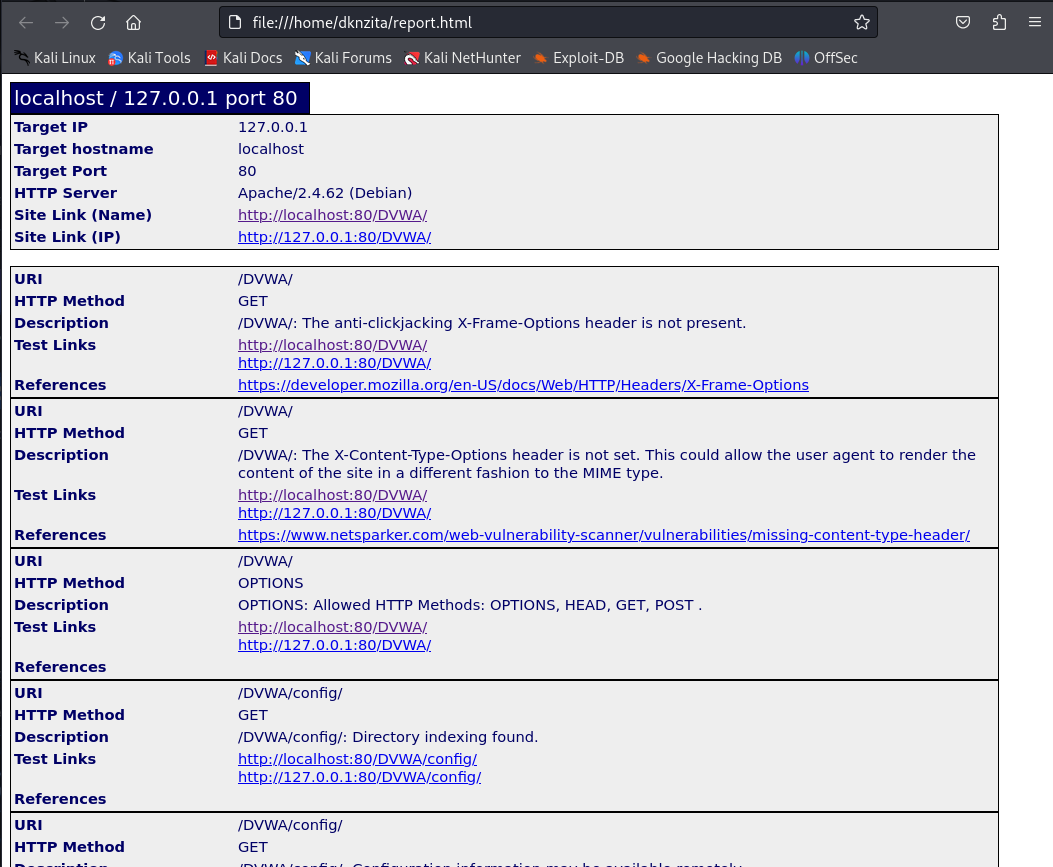 file:///home/dknzita/report.html
Kali Linux Kali Tools Kali Docs Kali Forums Kali NetHunter Exploit-DB Google Hacking DB OffSec
localhost / 127.0.0.1 port 80
Target IP 127.0.0.1
Target hostname localhost
Target Port 80
HTTP Server Apache/2.4.62 (Debian)
Site Link (Name) http://localhost:80/DVWA/
Site Link (IP) http://127.0.0.1:80/DVWA/
URI /DVWA/
HTTP Method GET
Description /DVWA/: The anti-clickjacking X-Frame-Options header is not present.
Test Links http://localhost:80/DVWA/
http://127.0.0.1:80/DVWA/
References https://developer.mozilla.org/en-US/docs/Web/HTTP/Headers/X-Frame-Options
URI /DVWA/
HTTP Method GET
Description /DVWA/: The X-Content-Type-Options header is not set. This could allow the user agent to render the
content of the site in a different fashion to the MIME type.
Test Links http://localhost:80/DVWA/
http://127.0.0.1:80/DVWA/
References https://www.netsparker.com/web-vulnerability-scanner/vulnerabilities/missing-content-type-header/
URI /DVWA/
HTTP Method OPTIONS
Description OPTIONS: Allowed HTTP Methods: OPTIONS, HEAD, GET, POST .
Test Links http://localhost:80/DVWA/
http://127.0.0.1:80/DVWA/
References
URI /DVWA/config/
HTTP Method GET
Description /DVWA/config/: Directory indexing found.
Test Links http://localhost:80/DVWA/config/
http://127.0.0.1:80/DVWA/config/
References
URI /DVWA/config/
HTTP Method GET
Description /DVWA/config/: Configuration information may be available remotely.